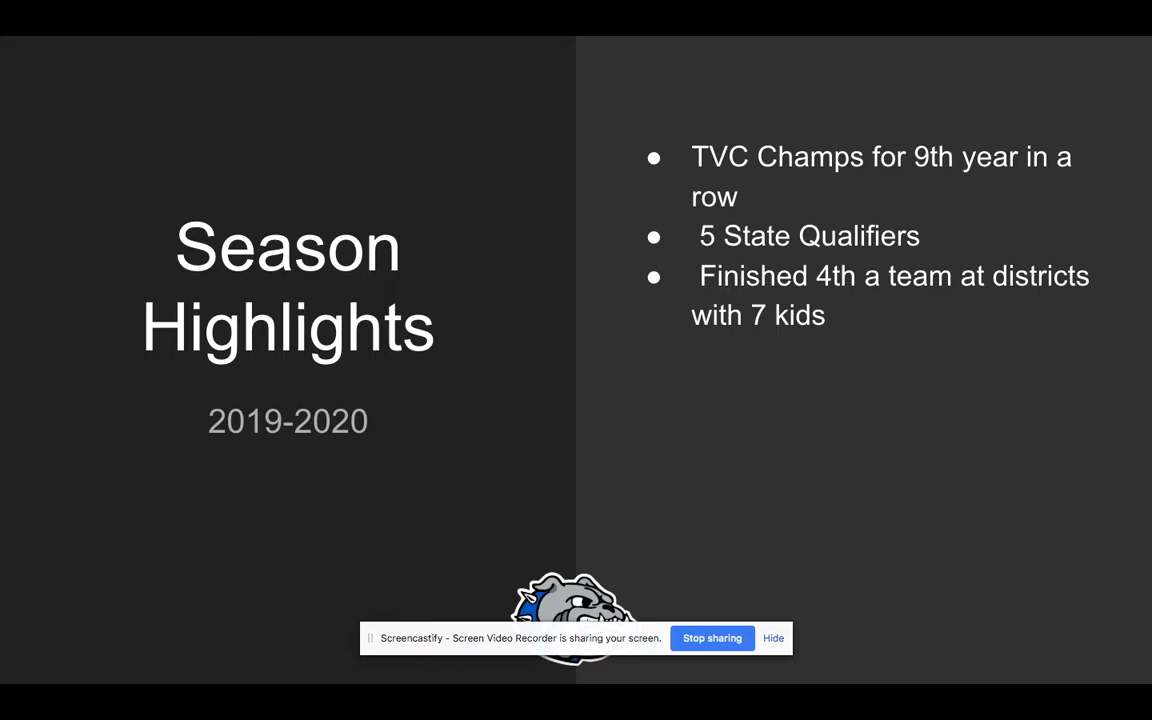 Season
Highlights
2019-2020
● TVC Champs for 9th year in a
row
● 5 State Qualifiers
● Finished 4th a team at districts
with 7 kids
Screencastify - Screen Video Recorder is sharing your screen.
Stop sharing
Hide